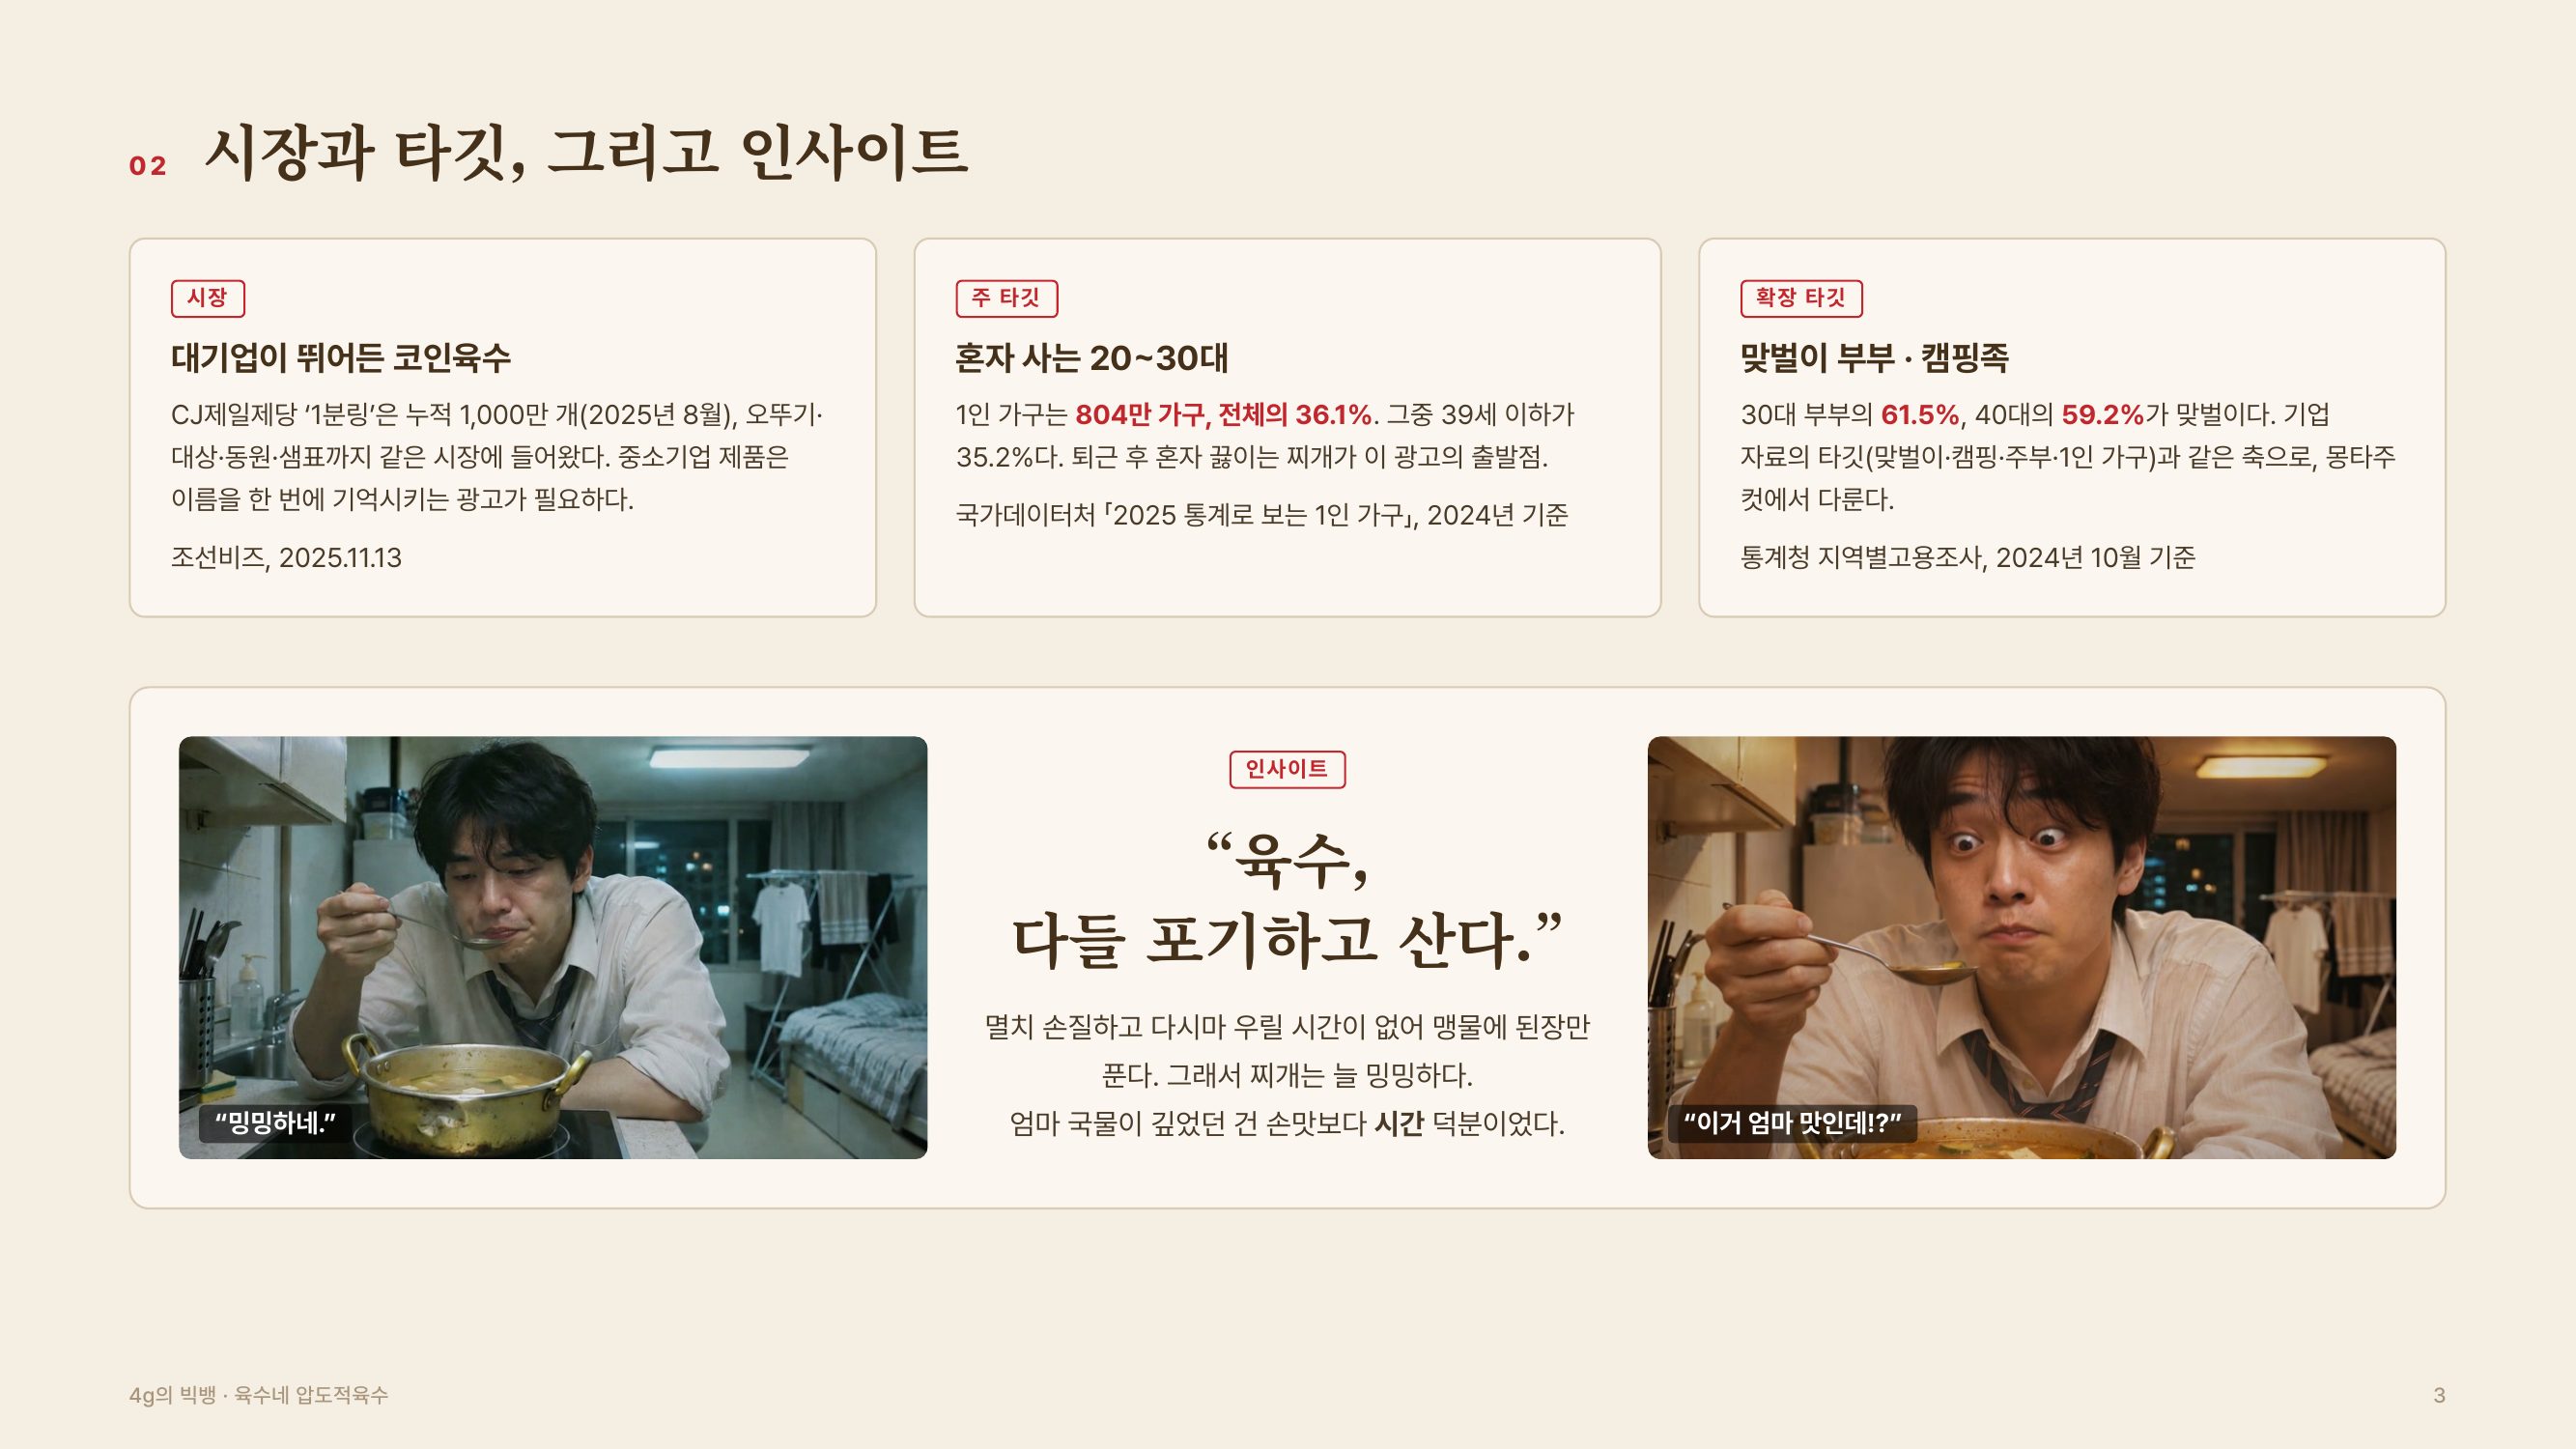 02 시장과 타깃, 그리고 인사이트
시장
대기업이 뛰어든 코인육수
CJ제일제당 ‘1분링’은 누적 1,000만 개(2025년 8월), 오뚜기·
대상·동원·샘표까지 같은 시장에 들어왔다. 중소기업 제품은
이름을 한 번에 기억시키는 광고가 필요하다.
조선비즈, 2025.11.13
주 타깃
혼자 사는 20~30대
1인 가구는 804만 가구, 전체의 36.1%. 그중 39세 이하가
35.2%다. 퇴근 후 혼자 끓이는 찌개가 이 광고의 출발점.
국가데이터처 「2025 통계로 보는 1인 가구」, 2024년 기준
확장 타깃
맞벌이 부부 · 캠핑족
30대 부부의 61.5%, 40대의 59.2%가 맞벌이다. 기업
자료의 타깃(맞벌이·캠핑·주부·1인 가구)과 같은 축으로, 몽타주
컷에서 다룬다.
통계청 지역별고용조사, 2024년 10월 기준
“밍밍하네.”
인사이트
“육수,
다들 포기하고 산다.”
멸치 손질하고 다시마 우릴 시간이 없어 맹물에 된장만
푼다. 그래서 찌개는 늘 밍밍하다.
엄마 국물이 깊었던 건 손맛보다 시간 덕분이었다.
“이거 엄마 맛인데!?”
4g의 빅뱅 · 육수네 압도적육수
3